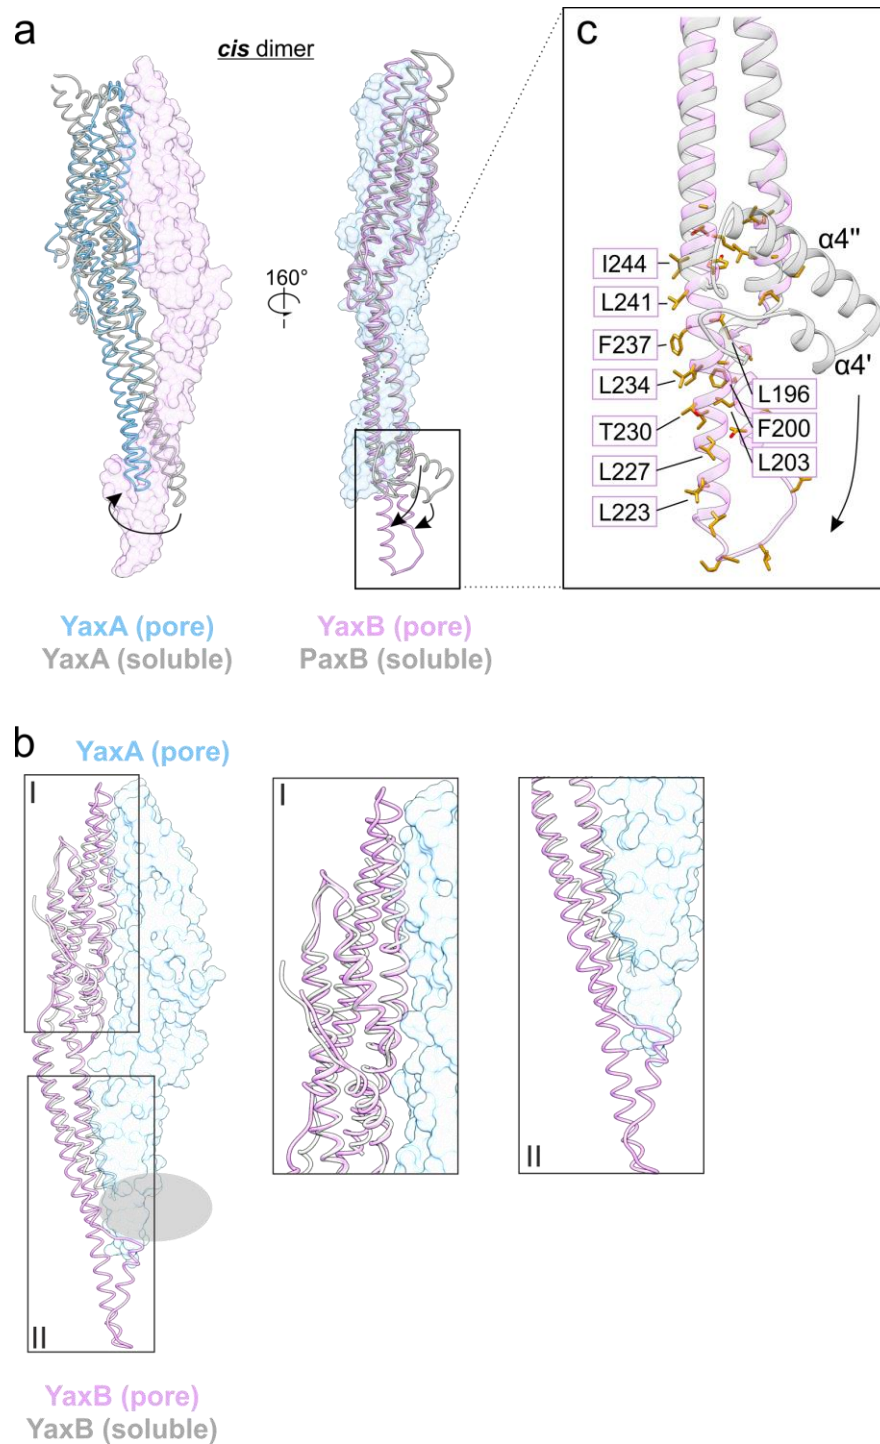 a
cis dimer
160°
YaxA (pore)
YaxA (soluble)
YaxB (pore)
PaxB (soluble)
c
α4''
α4'
I244
L241
F237
L234
T230
L227
L223
L196
F200
L203
b
YaxA (pore)
I
II
YaxB (pore)
YaxB (soluble)
I
II